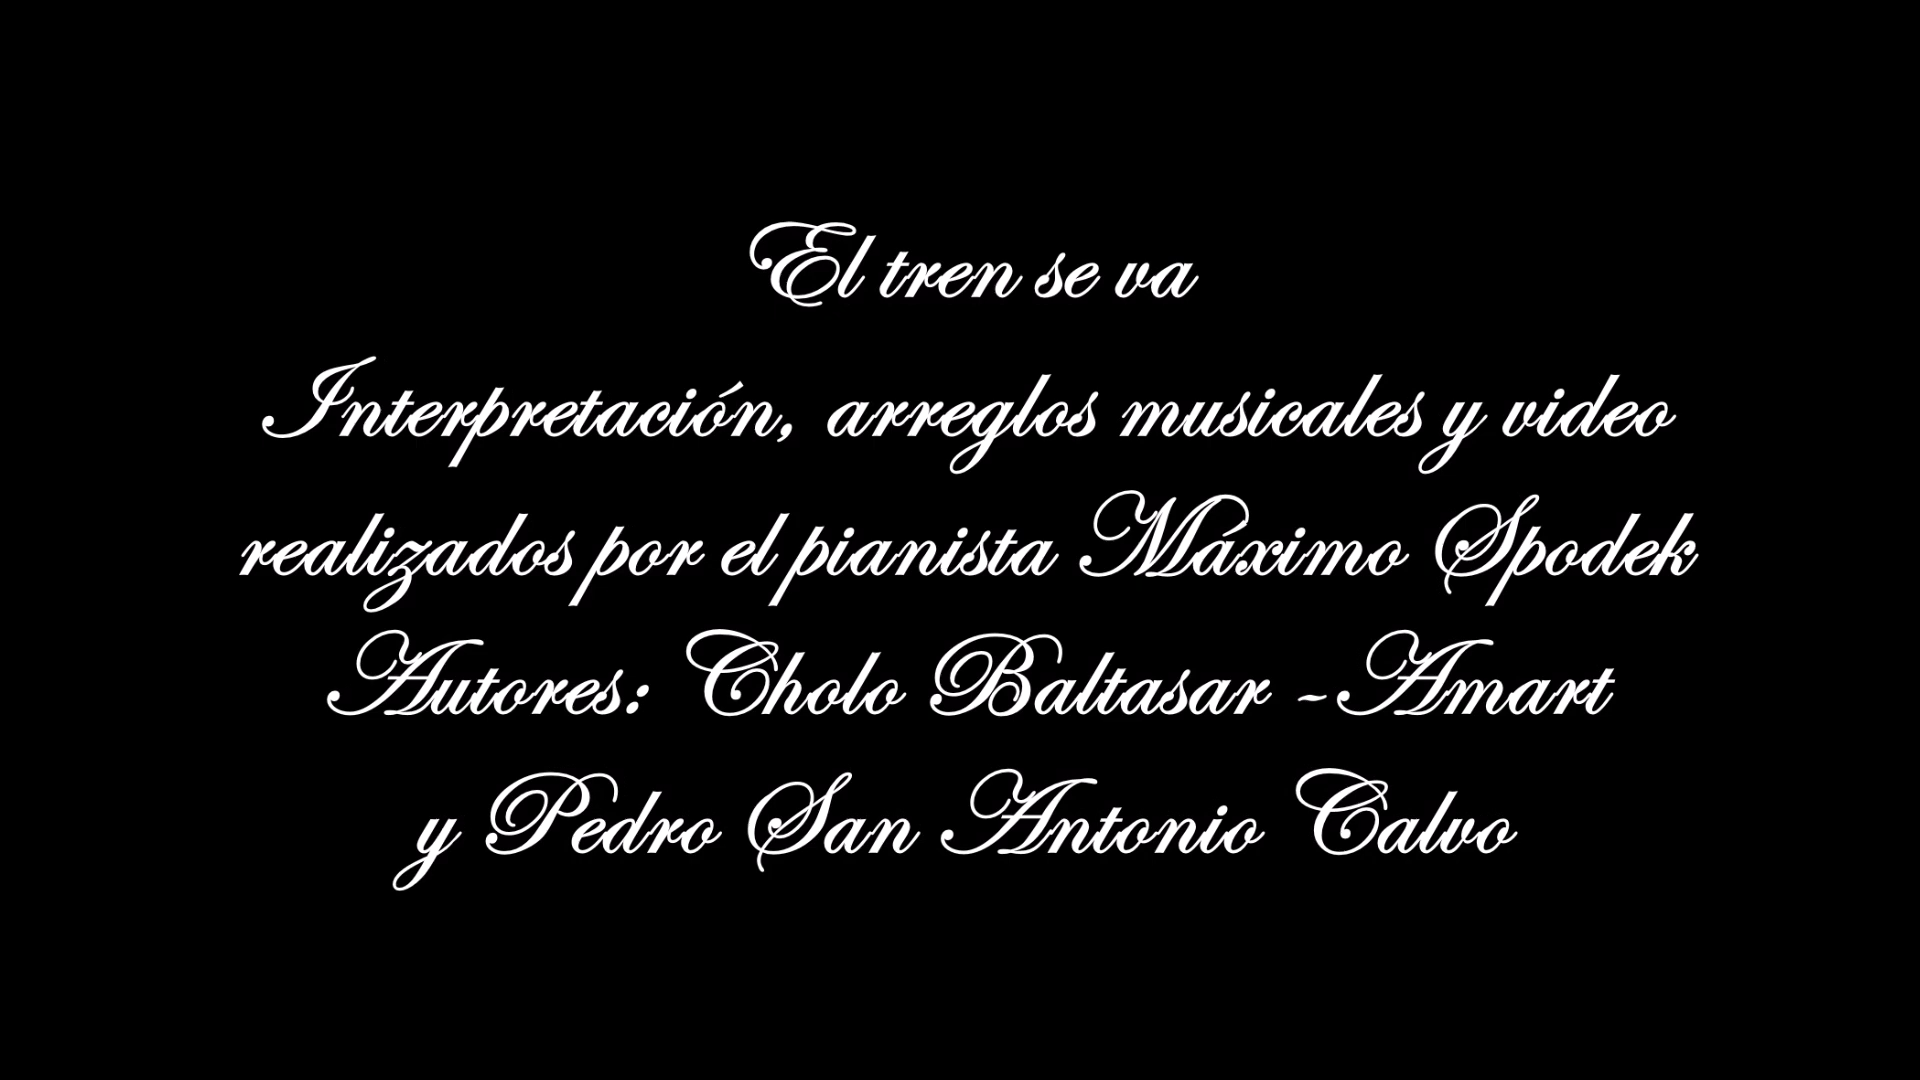 El tren se va
Interpretación, arreglos musicales y video
realizados por el pianista Máximo Spodek
Autores: Cholo Baltasar -Amart
y Pedro San Antonio Calvo